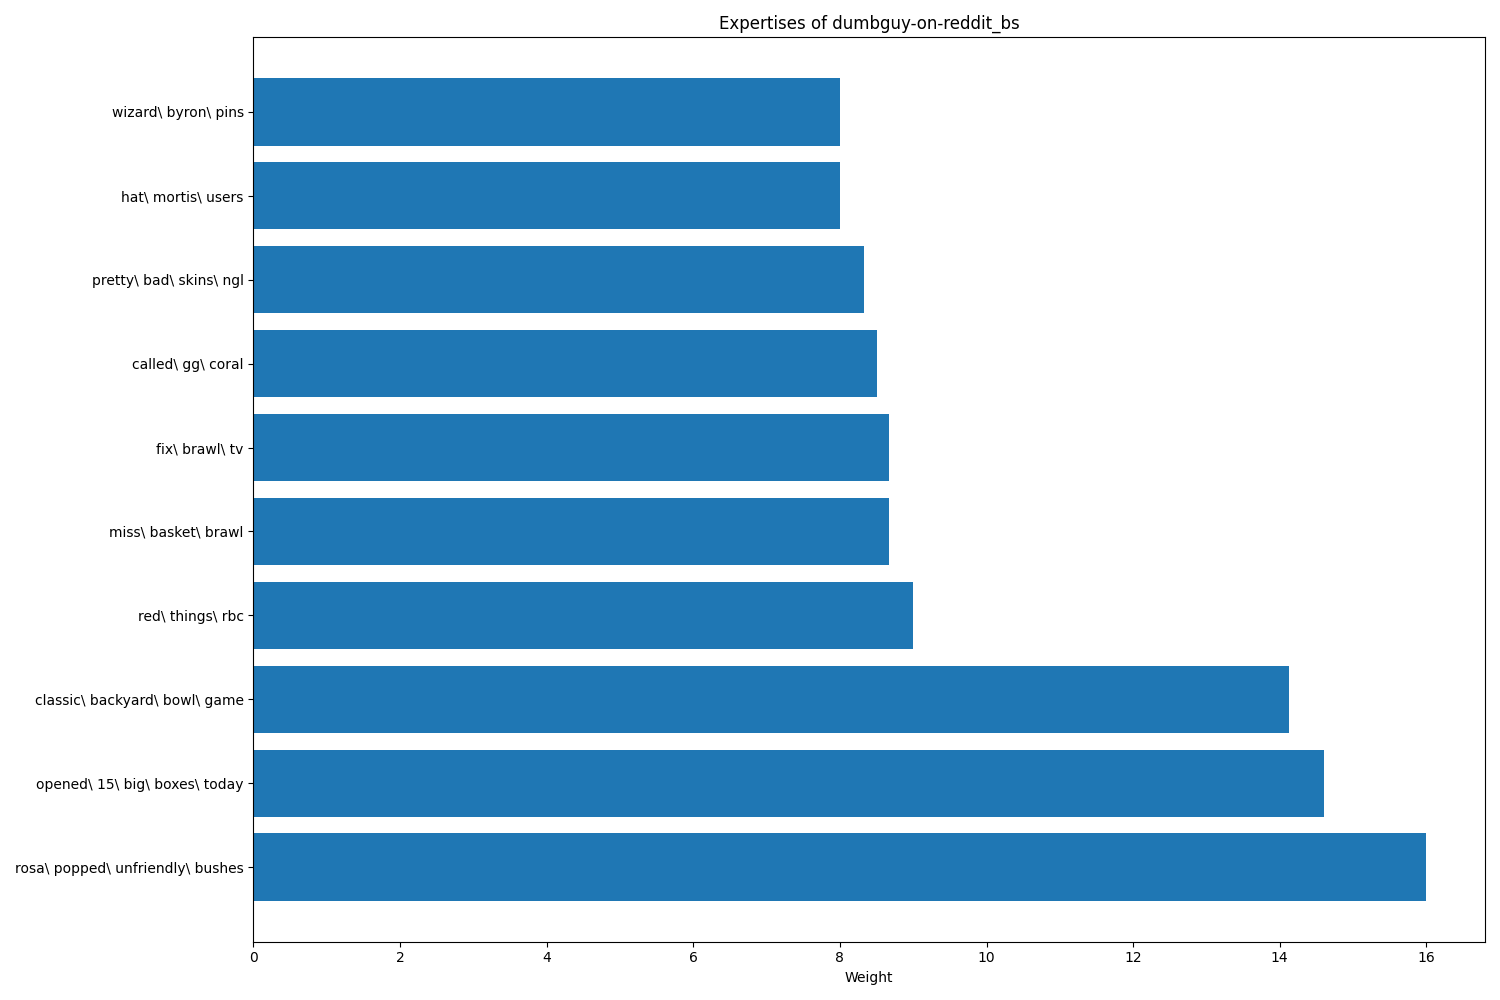 Expertises of dumbguy-on-reddit_bs
wizard\ byron\ pins
hat\ mortis\ users
pretty\ bad\ skins\ ngl
called\ gg\ coral
fix\ brawl\ tv
miss\ basket\ brawl
red\ things\ rbc
classic\ backyard\ bowl\ game
opened\ 15\ big\ boxes\ today
rosa\ popped\ unfriendly\ bushes
0 2 4 6 8 10 12 14 16
Weight